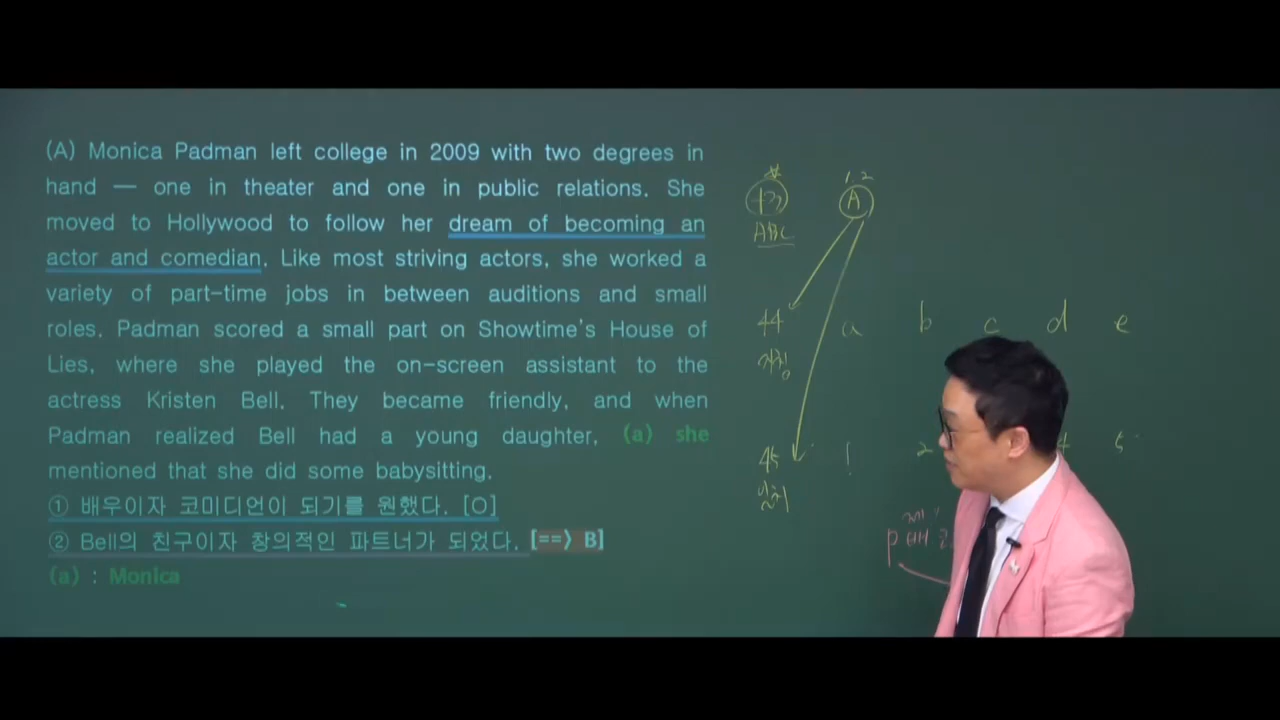 (A) Monica Padman left college in 2009 with two degrees in
hand — one in theater and one in public relations. She
moved to Hollywood to follow her dream of becoming an
actor and comedian. Like most striving actors, she worked a
variety of part-time jobs in between auditions and small
roles. Padman scored a small part on Showtime's House of
Lies, where she played the on-screen assistant to the
actress Kristen Bell. They became friendly, and when
Padman realized Bell had a young daughter, (a) she
mentioned that she did some babysitting.
① 배우이자 코미디언이 되기를 원했다. [O]
② Bell의 친구이자 창의적인 파트너가 되었다. [==> B]
(a) : Monica
1, 2
A
ABC
44 a b c d e
45 1 2 4 5